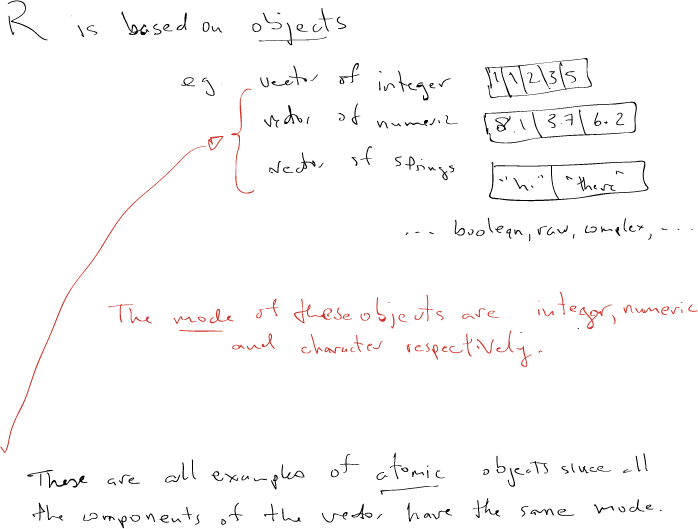 R is based on objects
eg vector of integer 1 1 2 3 5
vector of numeric 8.1 3.7 6.2
vector of strings "hi" "there"
... boolean, raw, complex, ...
The mode of these objects are integer, numeric
and character respectively.
These are all examples of atomic objects since all
the components of the vector have the same mode.